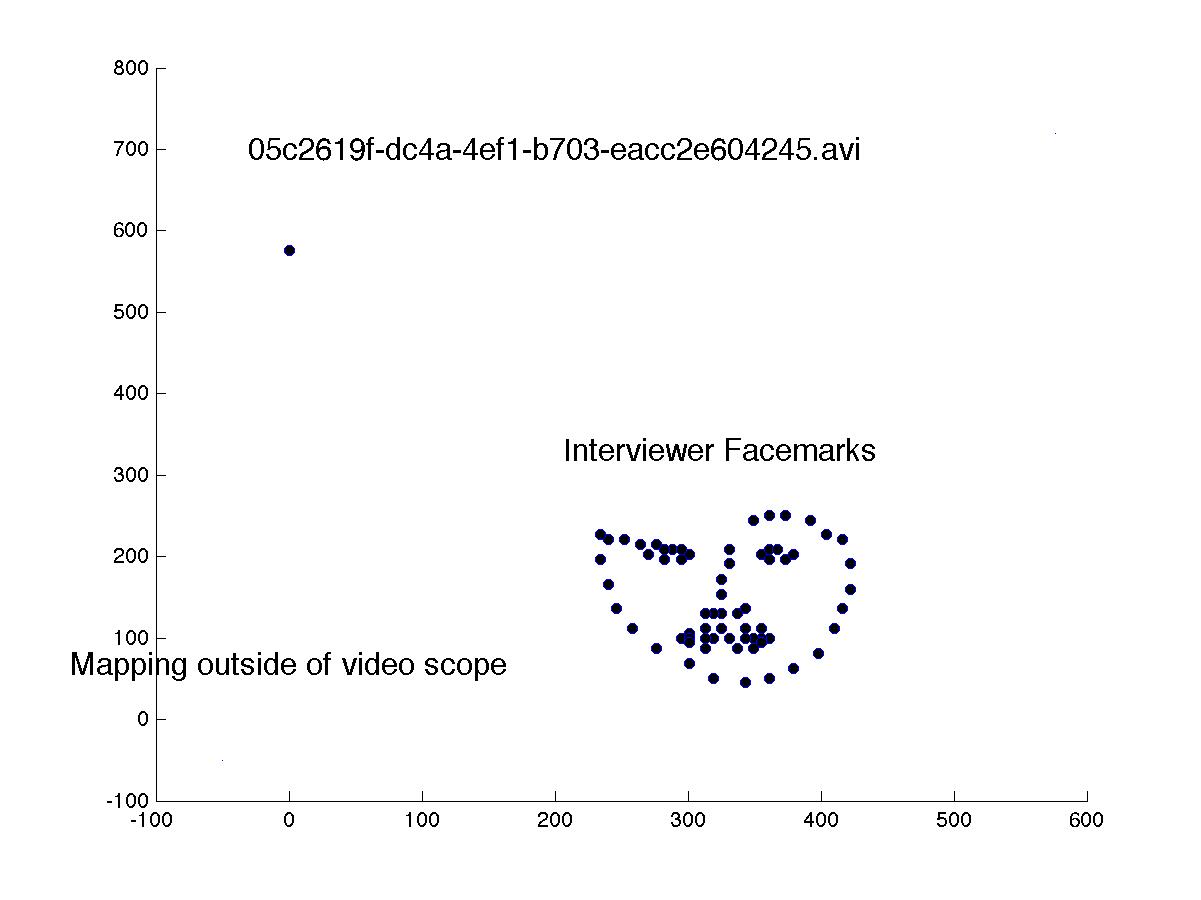 800
700
05c2619f-dc4a-4ef1-b703-eacc2e604245.avi
600
500
400
Interviewer Facemarks
300
200
100
Mapping outside of video scope
0
-100
-100 0 100 200 300 400 500 600